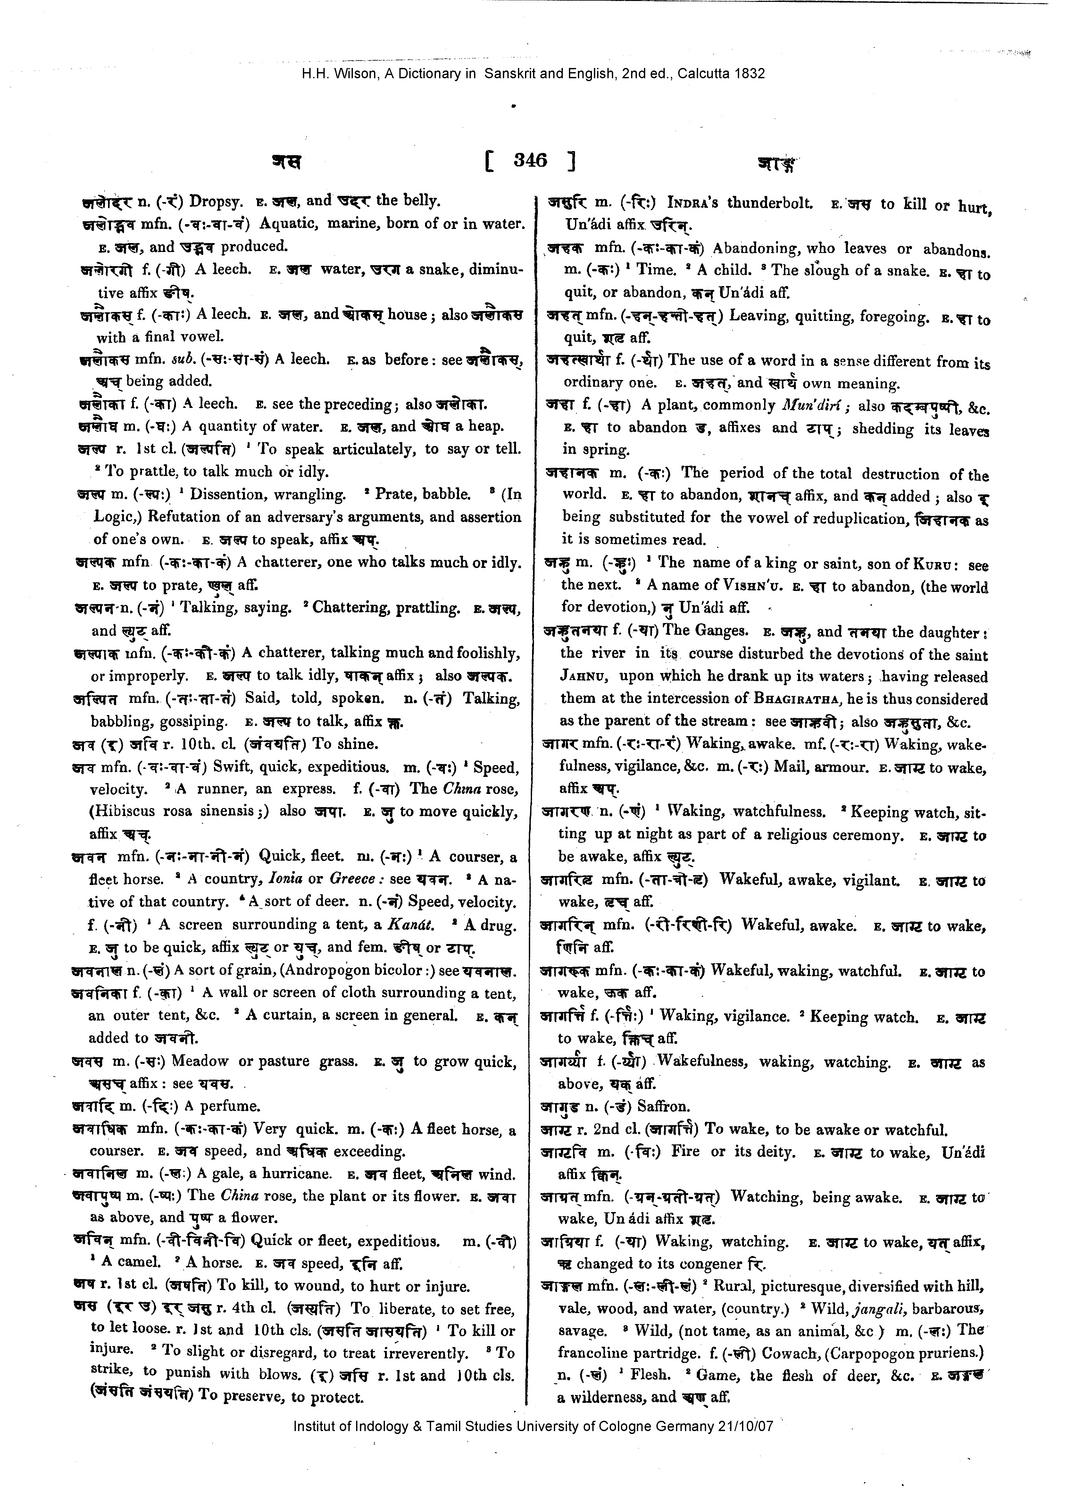 H.H. Wilson, A Dictionary in Sanskrit and English, 2nd ed., Calcutta 1832
जस [ 346 ] जाङ्ग
जलोदर n. (-रं) Dropsy. E. जल, and उदर the belly.
जलोद्भव mfn. (-वः-वा-वं) Aquatic, marine, born of or in water.
E. जल, and उद्भव produced.
जलोरगी f. (-गी) A leech. E. जल water, उरग a snake, diminu-
tive affix ङीष्.
जलौकस् f. (-काः) A leech. E. जल, and ओकस् house; also जलौकस
with a final vowel.
जलौकस mfn. sub. (-सः-सा-सं) A leech. E. as before: see जलौकस्,
अच् being added.
जलौका f. (-का) A leech. E. see the preceding; also जलोका.
जलौघ m. (-घः) A quantity of water. E. जल, and ओघ a heap.
जल्प r. 1st cl. (जल्पति) ¹ To speak articulately, to say or tell.
² To prattle, to talk much or idly.
जल्प m. (-ल्पः) ¹ Dissention, wrangling. ² Prate, babble. ³ (In
Logic,) Refutation of an adversary's arguments, and assertion
of one's own. E. जल्प to speak, affix अप्.
जल्पक mfn. (-कः-का-कं) A chatterer, one who talks much or idly.
E. जल्प to prate, ण्वुल् aff.
जल्पन n. (-नं) ¹ Talking, saying. ² Chattering, prattling. E. जल्प,
and ल्युट् aff.
जल्पाक mfn. (-कः-की-कं) A chatterer, talking much and foolishly,
or improperly. E. जल्प to talk idly, षाकन् affix; also जल्पक.
जल्पित mfn. (-तः-ता-तं) Said, told, spoken. n. (-तं) Talking,
babbling, gossiping. E. जल्प to talk, affix क्त.
जव (इ) जवि r. 10th. cl. (जंवयति) To shine.
जव mfn. (-वः-वा-वं) Swift, quick, expeditious. m. (-वः) ¹ Speed,
velocity. ² A runner, an express. f. (-वा) The China rose,
(Hibiscus rosa sinensis;) also जपा. E. जु to move quickly,
affix अच्.
जवन mfn. (-नः-ना-नी-नं) Quick, fleet. m. (-नः) ¹ A courser, a
fleet horse. ² A country, Ionia or Greece: see यवन. ³ A na-
tive of that country. ⁴ A sort of deer. n. (-नं) Speed, velocity.
f. (-नी) ¹ A screen surrounding a tent, a Kanát. ² A drug.
E. जु to be quick, affix ल्युट् or युच्, and fem. ङीष् or टाप्.
जवनाल n. (-लं) A sort of grain, (Andropogon bicolor:) see यवनाल.
जवनिका f. (-का) ¹ A wall or screen of cloth surrounding a tent,
an outer tent, &c. ² A curtain, a screen in general. E. कन्
added to जवनी.
जवस m. (-सः) Meadow or pasture grass. E. जु to grow quick,
असच् affix: see यवस.
जवादि m. (-दिः) A perfume.
जवाधिक mfn. (-कः-का-कं) Very quick. m. (-कः) A fleet horse, a
courser. E. जव speed, and अधिक exceeding.
जवानिल m. (-लः) A gale, a hurricane. E. जव fleet, अनिल wind.
जवापुष्प m. (-ष्पः) The China rose, the plant or its flower. E. जवा
as above, and पुष्प a flower.
जविन् mfn. (-वी-विनी-वि) Quick or fleet, expeditious. m. (-वी)
¹ A camel. ² A horse. E. जव speed, इनि aff.
जष r. 1st cl. (जषति) To kill, to wound, to hurt or injure.
जस (इर उ) इर् जसु r. 4th cl. (जस्यति) To liberate, to set free,
to let loose. r. 1st and 10th cls. (जसति जासयति) ¹ To kill or
injure. ² To slight or disregard, to treat irreverently. ³ To
strike, to punish with blows. (इ) जसि r. 1st and 10th cls.
(जंसति जंसयति) To preserve, to protect.
जसुरि m. (-रिः) INDRA's thunderbolt. E. जस to kill or hurt,
Un'ádi affix उरिन्.
जहक mfn. (-कः-का-कं) Abandoning, who leaves or abandons.
m. (-कः) ¹ Time. ² A child. ³ The slough of a snake. E. हा to
quit, or abandon, कन् Un'ádi aff.
जहत् mfn. (-हन्-हन्ती-हत्) Leaving, quitting, foregoing. E. हा to
quit, शतृ aff.
जहत्स्वार्था f. (-र्था) The use of a word in a sense different from its
ordinary one. E. जहत्, and स्वार्थ own meaning.
जहा f. (-हा) A plant, commonly Mun'dirí; also कदम्बपुष्पी, &c.
E. हा to abandon ड, affixes and टाप्; shedding its leaves
in spring.
जहानक m. (-कः) The period of the total destruction of the
world. E. हा to abandon, शानच् affix, and कन् added; also इ
being substituted for the vowel of reduplication, जिहानक as
it is sometimes read.
जह्नु m. (-ह्नुः) ¹ The name of a king or saint, son of KURU: see
the next. ² A name of VISHN'U. E. हा to abandon, (the world
for devotion,) नु Un'ádi aff.
जह्नुतनया f. (-या) The Ganges. E. जह्नु, and तनया the daughter:
the river in its course disturbed the devotions of the saint
JAHNU, upon which he drank up its waters; having released
them at the intercession of BHAGIRATHA, he is thus considered
as the parent of the stream: see जाह्नवी; also जह्नुसुता, &c.
जागर mfn. (-रः-रा-रं) Waking, awake. mf. (-रः-रा) Waking, wake-
fulness, vigilance, &c. m. (-रः) Mail, armour. E. जागृ to wake,
affix अप्.
जागरण n. (-णं) ¹ Waking, watchfulness. ² Keeping watch, sit-
ting up at night as part of a religious ceremony. E. जागृ to
be awake, affix ल्युट्.
जागरितृ mfn. (-ता-त्री-तृ) Wakeful, awake, vigilant. E. जागृ to
wake, तृच् aff.
जागरिन् mfn. (-री-रिणी-रि) Wakeful, awake. E. जागृ to wake,
णिनि aff.
जागरूक mfn. (-कः-का-कं) Wakeful, waking, watchful. E. जागृ to
wake, ऊक aff.
जागर्त्ति f. (-र्त्तिः) ¹ Waking, vigilance. ² Keeping watch. E. जागृ
to wake, क्तिच् aff.
जागर्य्या f. (-र्य्या) Wakefulness, waking, watching. E. जागृ as
above, यक् aff.
जागुड n. (-डं) Saffron.
जागृ r. 2nd cl. (जागर्त्ति) To wake, to be awake or watchful.
जागृवि m. (-विः) Fire or its deity. E. जागृ to wake, Un'ádi
affix क्विन्.
जाग्रत् mfn. (-ग्रन्-ग्रती-ग्रत्) Watching, being awake. E. जागृ to
wake, Un ádi affix शतृ.
जाग्रिया f. (-या) Waking, watching. E. जागृ to wake, यत् affix,
ऋ changed to its congener रि.
जाङ्गल mfn. (-लः-ली-लं) ¹ Rural, picturesque, diversified with hill,
vale, wood, and water, (country.) ² Wild, jangali, barbarous,
savage. ³ Wild, (not tame, as an animal, &c ) m. (-लः) The
francoline partridge. f. (-ली) Cowach, (Carpopogon pruriens.)
n. (-लं) ¹ Flesh. ² Game, the flesh of deer, &c. E. जङ्गल
a wilderness, and अण् aff.
Institut of Indology & Tamil Studies University of Cologne Germany 21/10/07